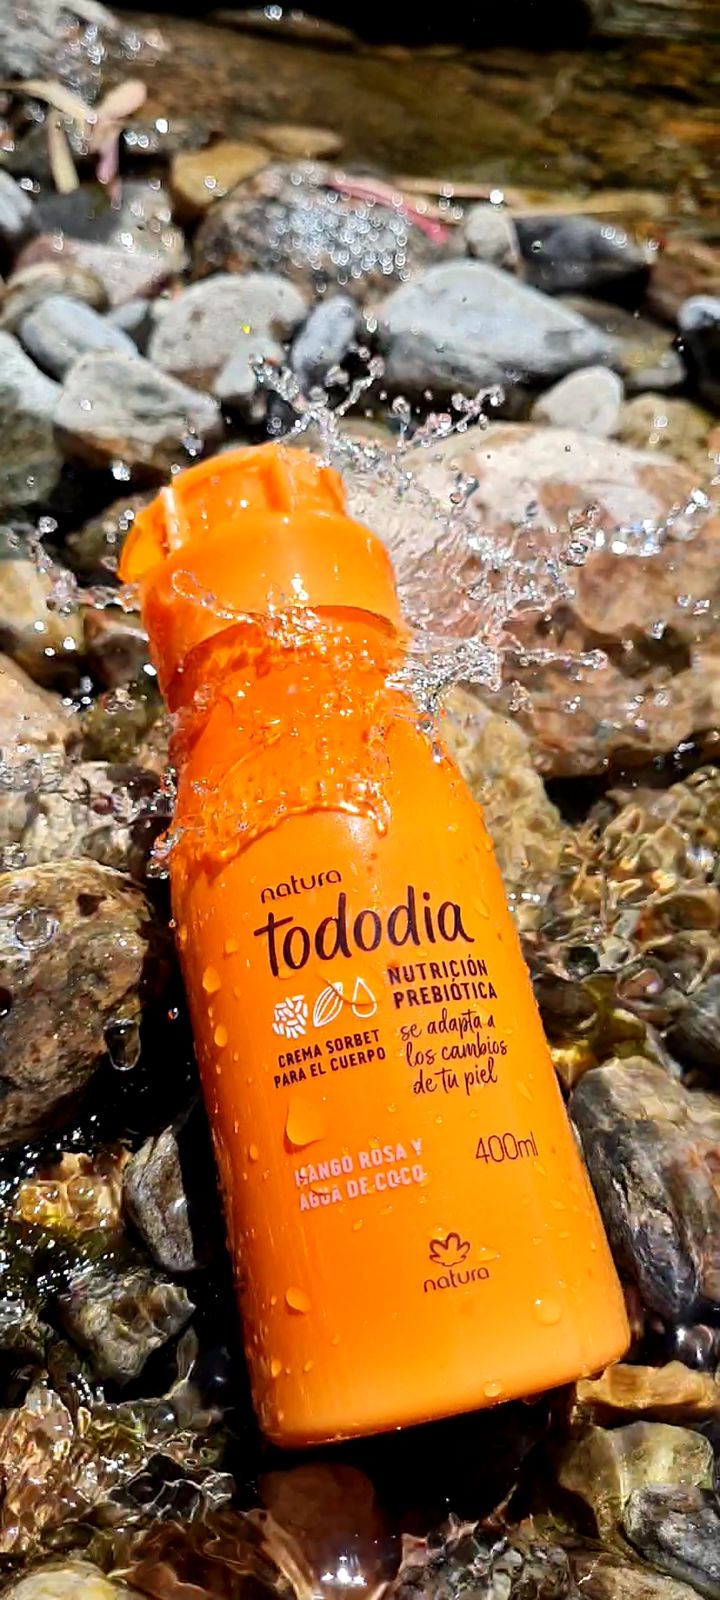 natura
tododia
NUTRICIÓN
PREBIÓTICA
CREMA SORBET
PARA EL CUERPO
se adapta a
los cambios
de tu piel
MANGO ROSA Y
AGUA DE COCO
400ml
natura